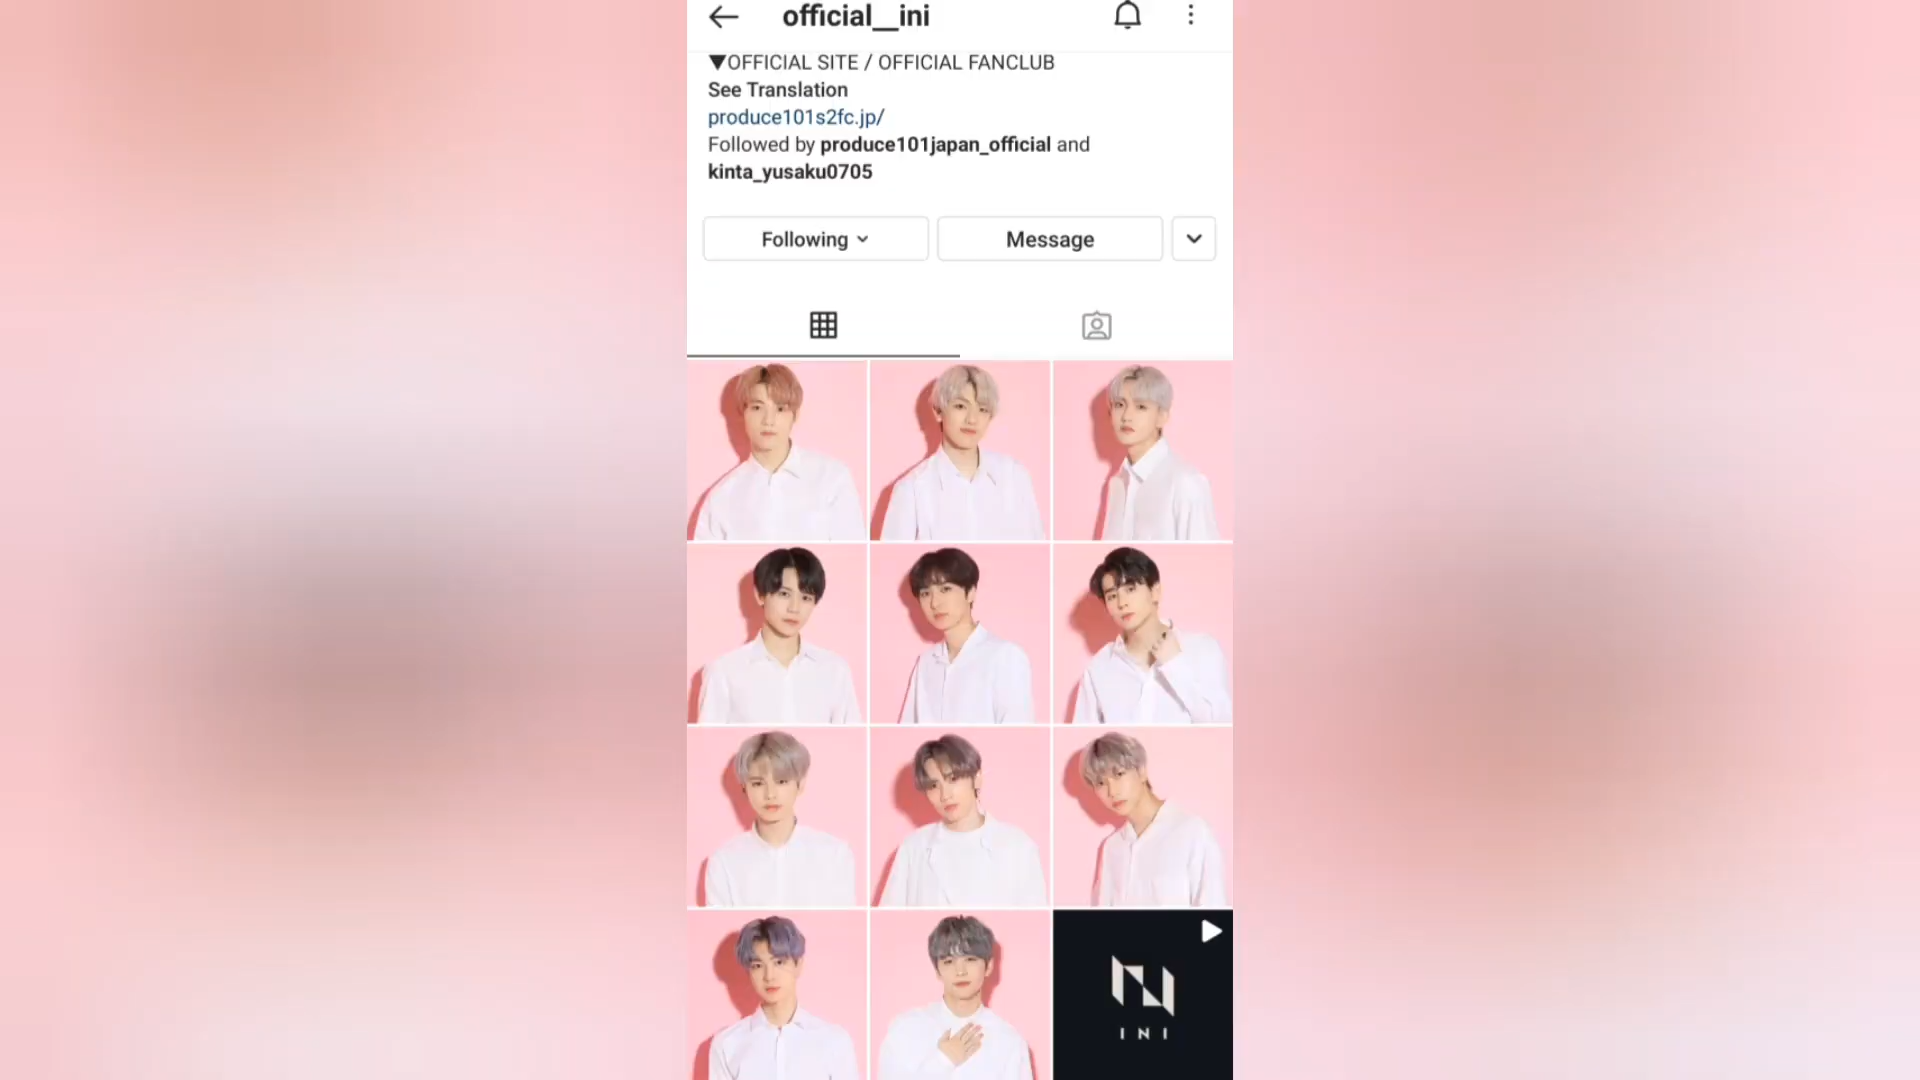 official__ini
▼OFFICIAL SITE / OFFICIAL FANCLUB
See Translation
produce101s2fc.jp/
Followed by produce101japan_official and
kinta_yusaku0705
Following
Message
INI